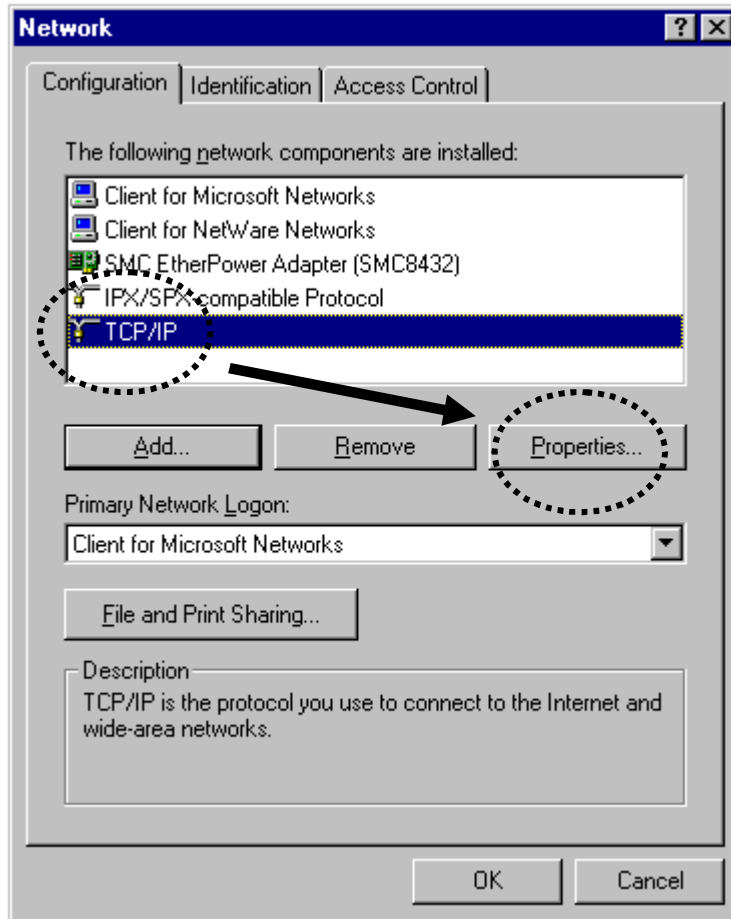 Network
Configuration Identification Access Control
The following network components are installed:
Client for Microsoft Networks
Client for NetWare Networks
SMC EtherPower Adapter (SMC8432)
IPX/SPX-compatible Protocol
TCP/IP
Add... Remove Properties...
Primary Network Logon:
Client for Microsoft Networks
File and Print Sharing...
Description
TCP/IP is the protocol you use to connect to the Internet and
wide-area networks.
OK Cancel